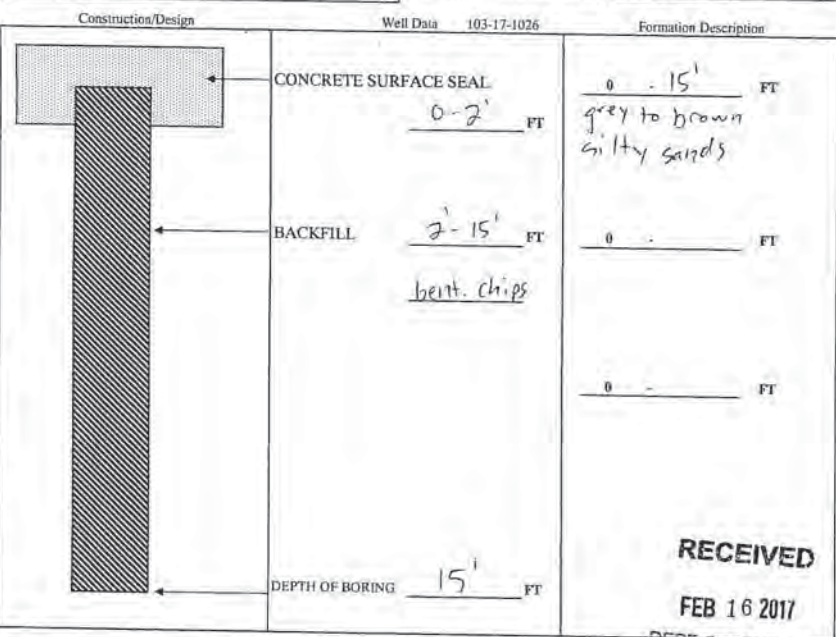 Construction/Design
Well Data 103-17-1026
Formation Description
CONCRETE SURFACE SEAL
0-2' FT
0 - 15' FT
grey to brown
silty sands
BACKFILL 2'-15' FT
bent. chips
0 - FT
0 - FT
DEPTH OF BORING 15' FT
RECEIVED
FEB 16 2017